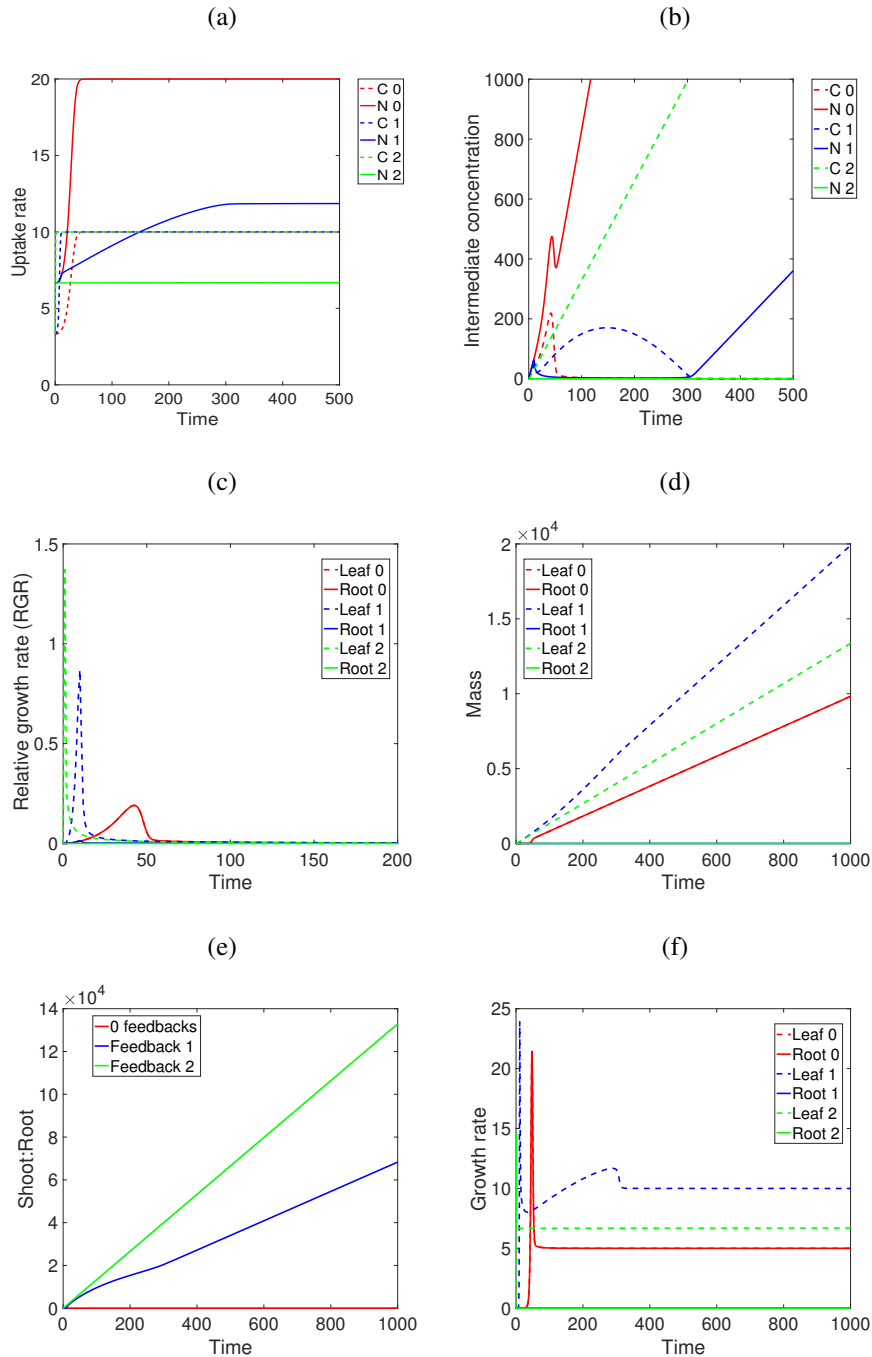 (a)
20
15
10
5
0
Uptake rate
0 100 200 300 400 500
Time
C 0
N 0
C 1
N 1
C 2
N 2
(b)
1000
800
600
400
200
0
Intermediate concentration
0 100 200 300 400 500
Time
C 0
N 0
C 1
N 1
C 2
N 2
(c)
1.5
1
0.5
0
Relative growth rate (RGR)
0 50 100 150 200
Time
Leaf 0
Root 0
Leaf 1
Root 1
Leaf 2
Root 2
(d)
×10⁴
2
1.5
1
0.5
0
Mass
0 200 400 600 800 1000
Time
Leaf 0
Root 0
Leaf 1
Root 1
Leaf 2
Root 2
(e)
×10⁴
14
12
10
8
6
4
2
0
Shoot:Root
0 200 400 600 800 1000
Time
0 feedbacks
Feedback 1
Feedback 2
(f)
25
20
15
10
5
0
Growth rate
0 200 400 600 800 1000
Time
Leaf 0
Root 0
Leaf 1
Root 1
Leaf 2
Root 2